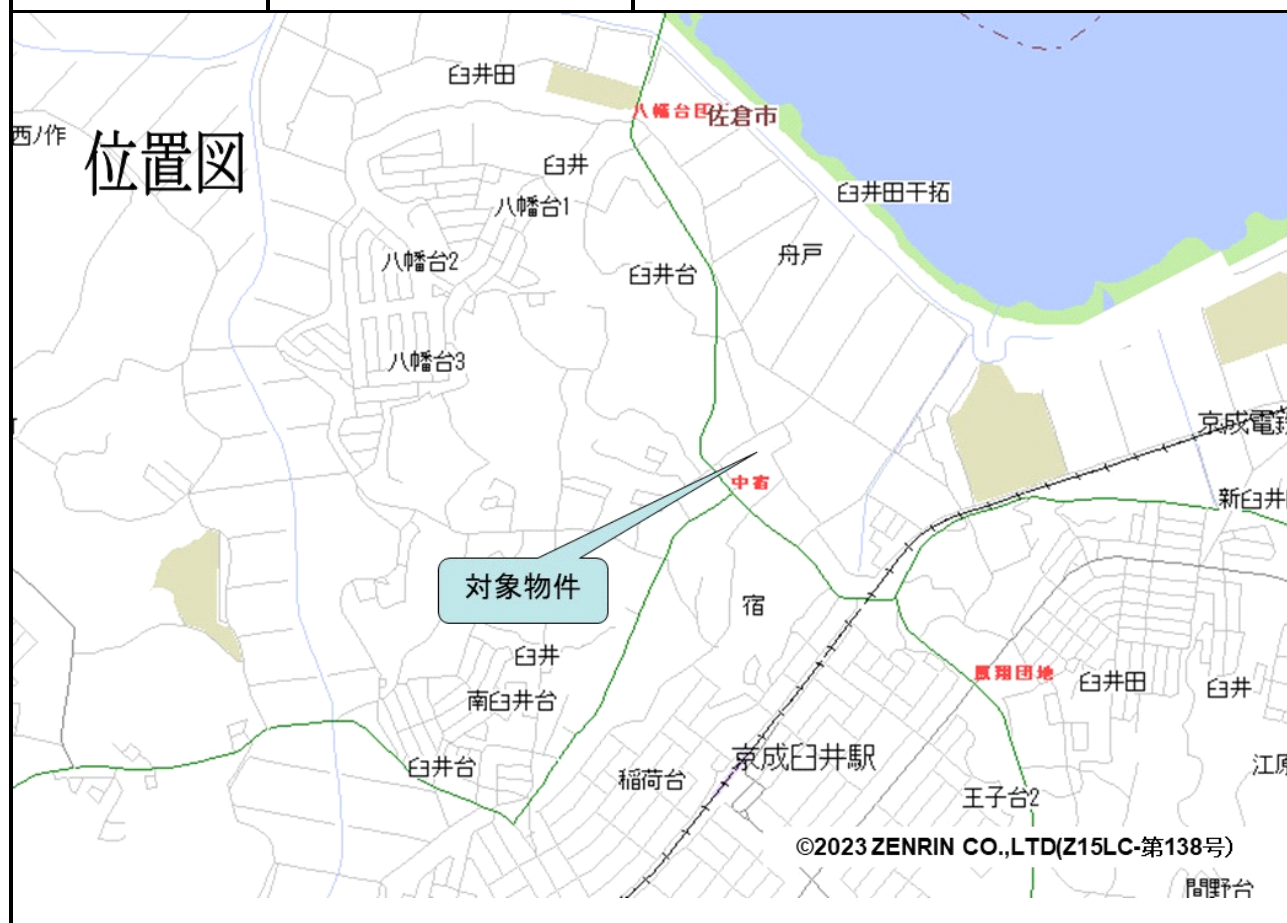 臼井田
八幡台団
佐倉市
西ノ作
位置図
臼井
臼井田干拓
八幡台1
舟戸
八幡台2
臼井台
八幡台3
京成電鉄
中宿
新臼井
対象物件
宿
臼井
鳳翔団地
臼井田
臼井
南臼井台
京成臼井駅
臼井台
稲荷台
江原
王子台2
©2023 ZENRIN CO.,LTD(Z15LC-第138号)
間野台